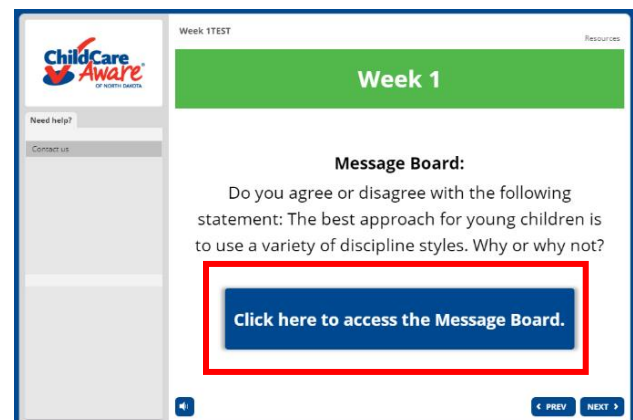 ChildCare
Aware®
OF NORTH DAKOTA
Need help?
Contact us
Week 1TEST
Resources
Week 1
Message Board:
Do you agree or disagree with the following
statement: The best approach for young children is
to use a variety of discipline styles. Why or why not?
Click here to access the Message Board.
PREV
NEXT